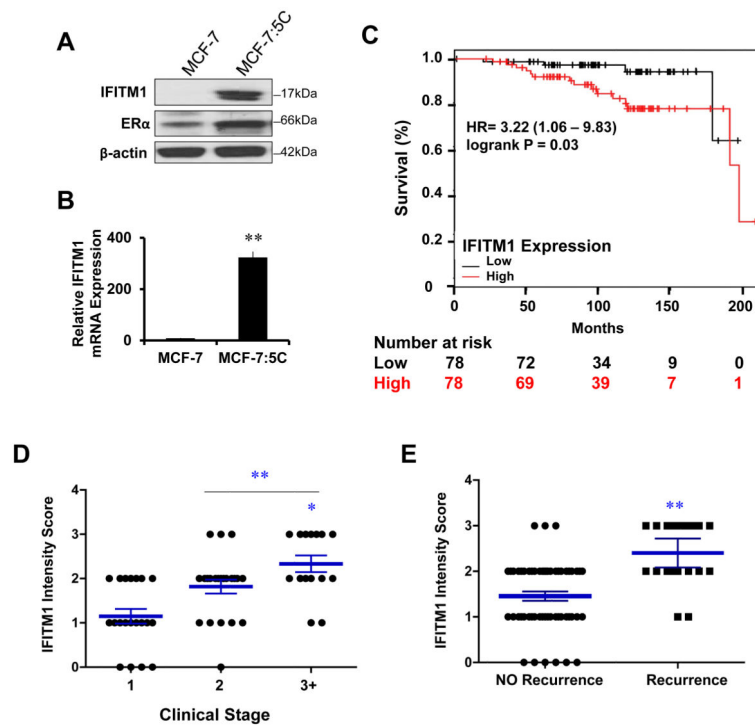 A
MCF-7
MCF-7:5C
IFITM1
–17kDa
ERα
–66kDa
β-actin
–42kDa
B
Relative IFITM1
mRNA Expression
400
200
0
**
MCF-7
MCF-7:5C
C
Survival (%)
1.0
0.8
0.6
0.4
0.2
0
HR= 3.22 (1.06 – 9.83)
logrank P = 0.03
IFITM1 Expression
Low
High
0 50 100 150 200
Months
Number at risk
Low 78 72 34 9 0
High 78 69 39 7 1
D
IFITM1 Intensity Score
4
3
2
1
0
**
*
1 2 3+
Clinical Stage
E
IFITM1 Intensity Score
4
3
2
1
0
**
NO Recurrence Recurrence